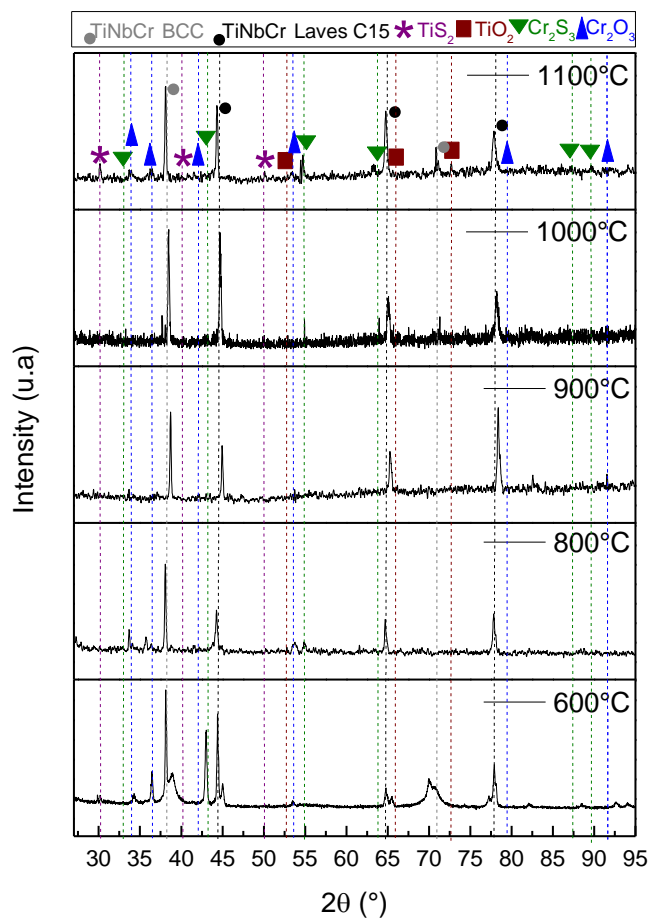 TiNbCr BCC TiNbCr Laves C15 TiS2 TiO2 Cr2S3 Cr2O3
1100°C
1000°C
900°C
800°C
600°C
Intensity (u.a)
30 35 40 45 50 55 60 65 70 75 80 85 90 95
2θ (°)